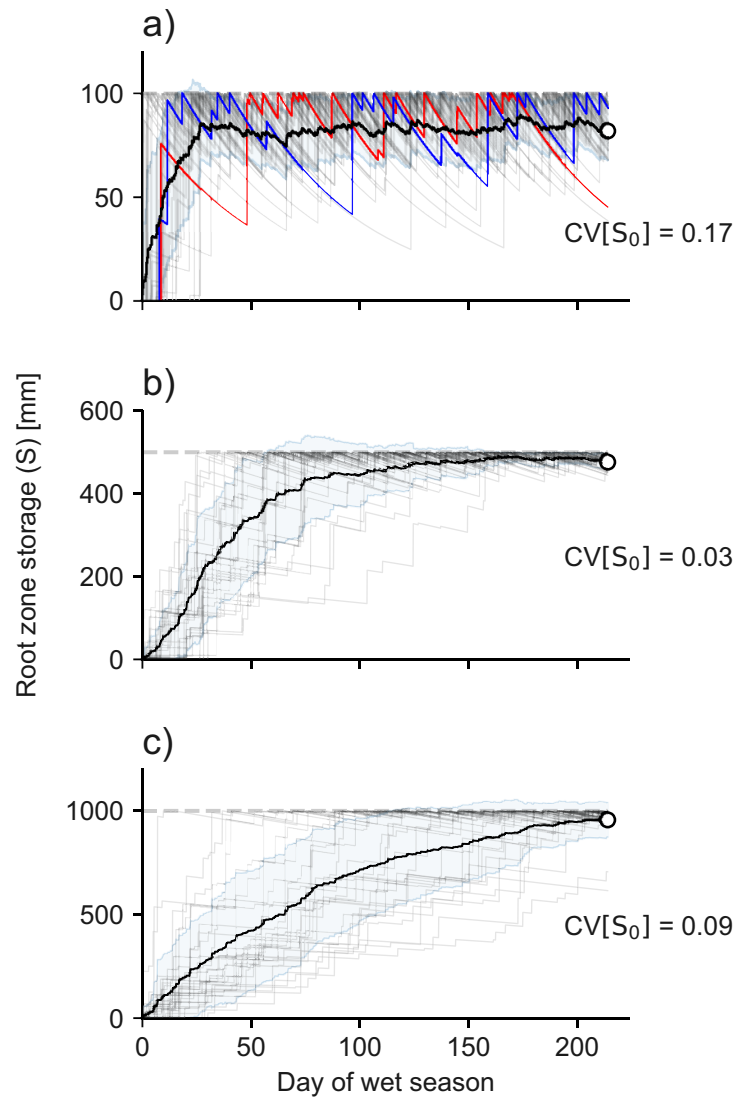 a)
100
50
0
CV[S₀] = 0.17
b)
600
400
200
0
CV[S₀] = 0.03
Root zone storage (S) [mm]
c)
1000
500
0
CV[S₀] = 0.09
0 50 100 150 200
Day of wet season